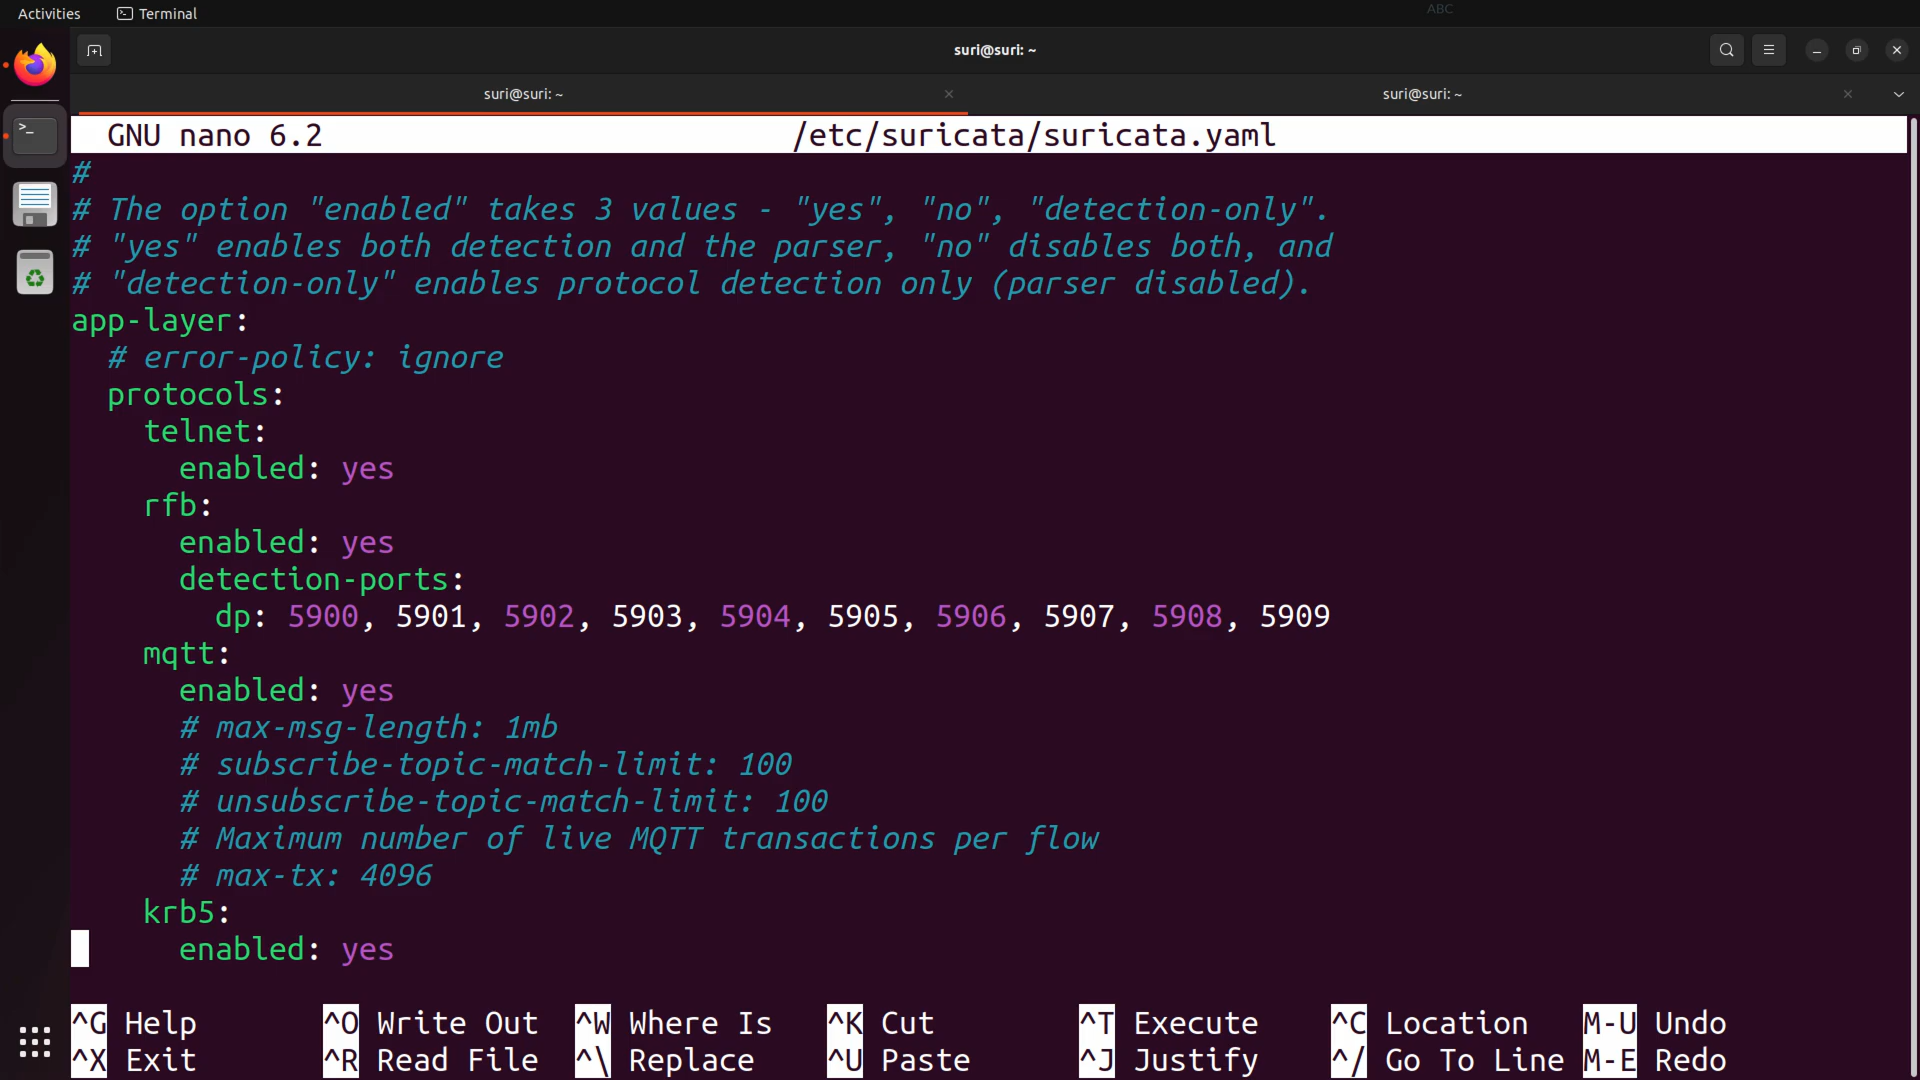 Activities
Terminal
ABC
suri@suri: ~
suri@suri: ~
suri@suri: ~
GNU nano 6.2 /etc/suricata/suricata.yaml
#
# The option "enabled" takes 3 values - "yes", "no", "detection-only".
# "yes" enables both detection and the parser, "no" disables both, and
# "detection-only" enables protocol detection only (parser disabled).
app-layer:
  # error-policy: ignore
  protocols:
    telnet:
      enabled: yes
    rfb:
      enabled: yes
      detection-ports:
        dp: 5900, 5901, 5902, 5903, 5904, 5905, 5906, 5907, 5908, 5909
    mqtt:
      enabled: yes
      # max-msg-length: 1mb
      # subscribe-topic-match-limit: 100
      # unsubscribe-topic-match-limit: 100
      # Maximum number of live MQTT transactions per flow
      # max-tx: 4096
    krb5:
      enabled: yes
^G Help ^O Write Out ^W Where Is ^K Cut ^T Execute ^C Location M-U Undo
^X Exit ^R Read File ^\ Replace ^U Paste ^J Justify ^/ Go To Line M-E Redo